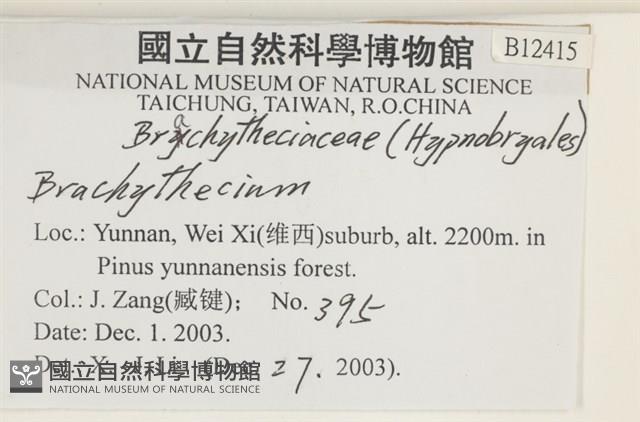 國立自然科學博物館 B12415
NATIONAL MUSEUM OF NATURAL SCIENCE
TAICHUNG, TAIWAN, R.O.CHINA
Brachytheciaceae (Hypnobryales)
Brachythecium
Loc.: Yunnan, Wei Xi(维西)suburb, alt. 2200m. in
Pinus yunnanensis forest.
Col.: J. Zang(臧键); No. 395
Date: Dec. 1. 2003.
27. 2003).
國立自然科學博物館
NATIONAL MUSEUM OF NATURAL SCIENCE